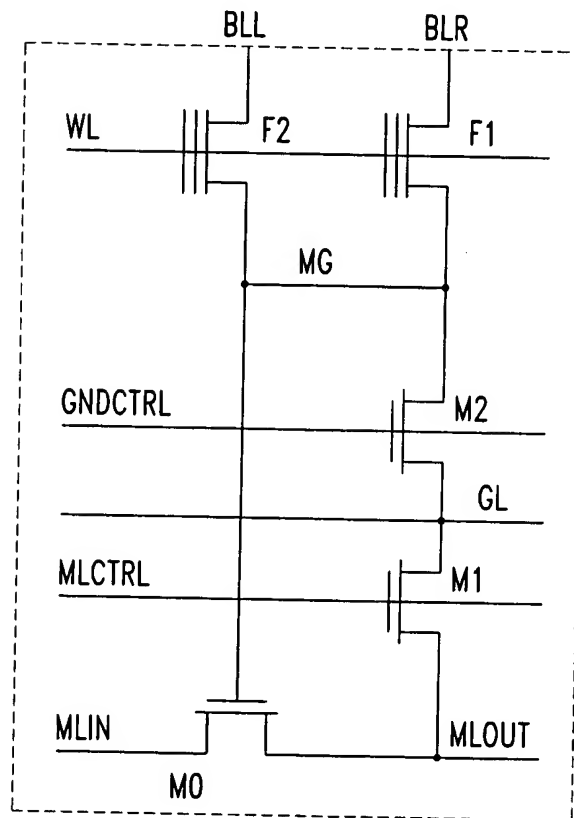 BLL BLR
WL F2 F1
MG
GNDCTRL M2
GL
MLCTRL M1
MLIN MLOUT
M0